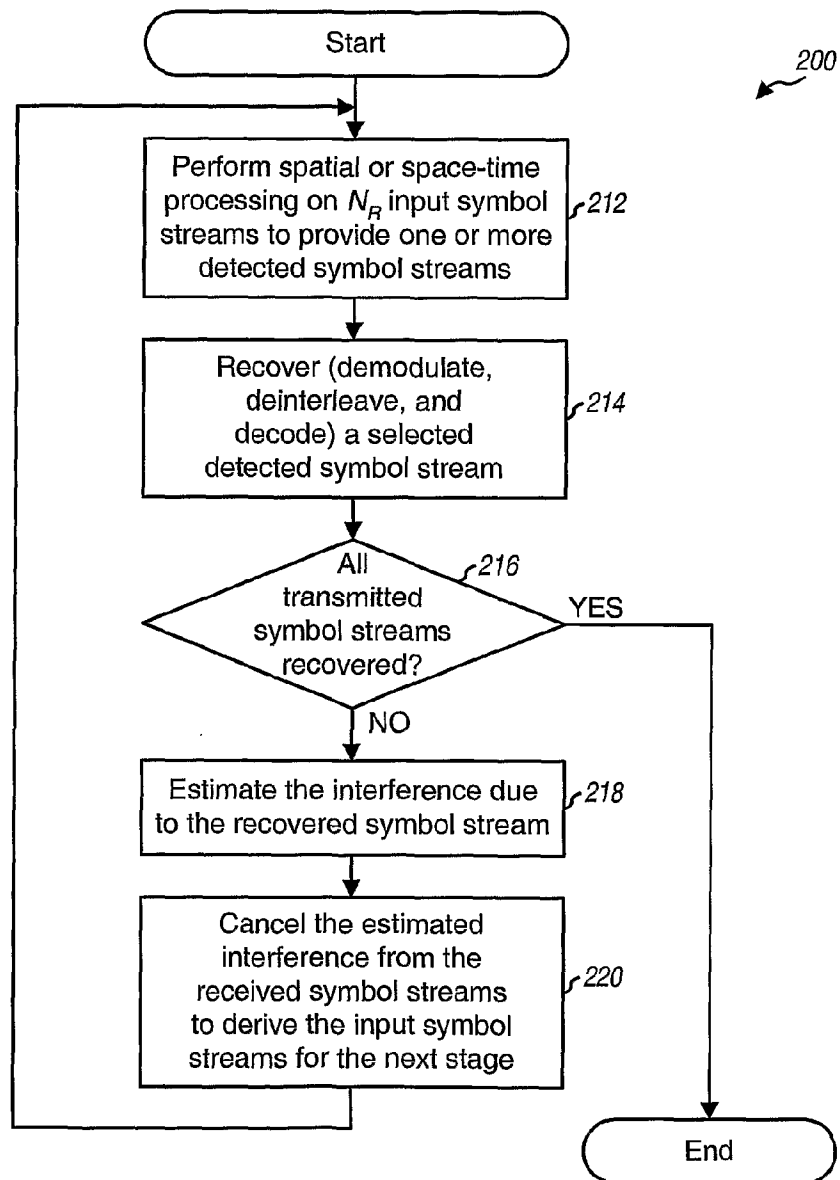 Start
200
Perform spatial or space-time
processing on N_R input symbol
streams to provide one or more
detected symbol streams
212
Recover (demodulate,
deinterleave, and
decode) a selected
detected symbol stream
214
All
transmitted
symbol streams
recovered?
216
YES
NO
Estimate the interference due
to the recovered symbol stream
218
Cancel the estimated
interference from the
received symbol streams
to derive the input symbol
streams for the next stage
220
End